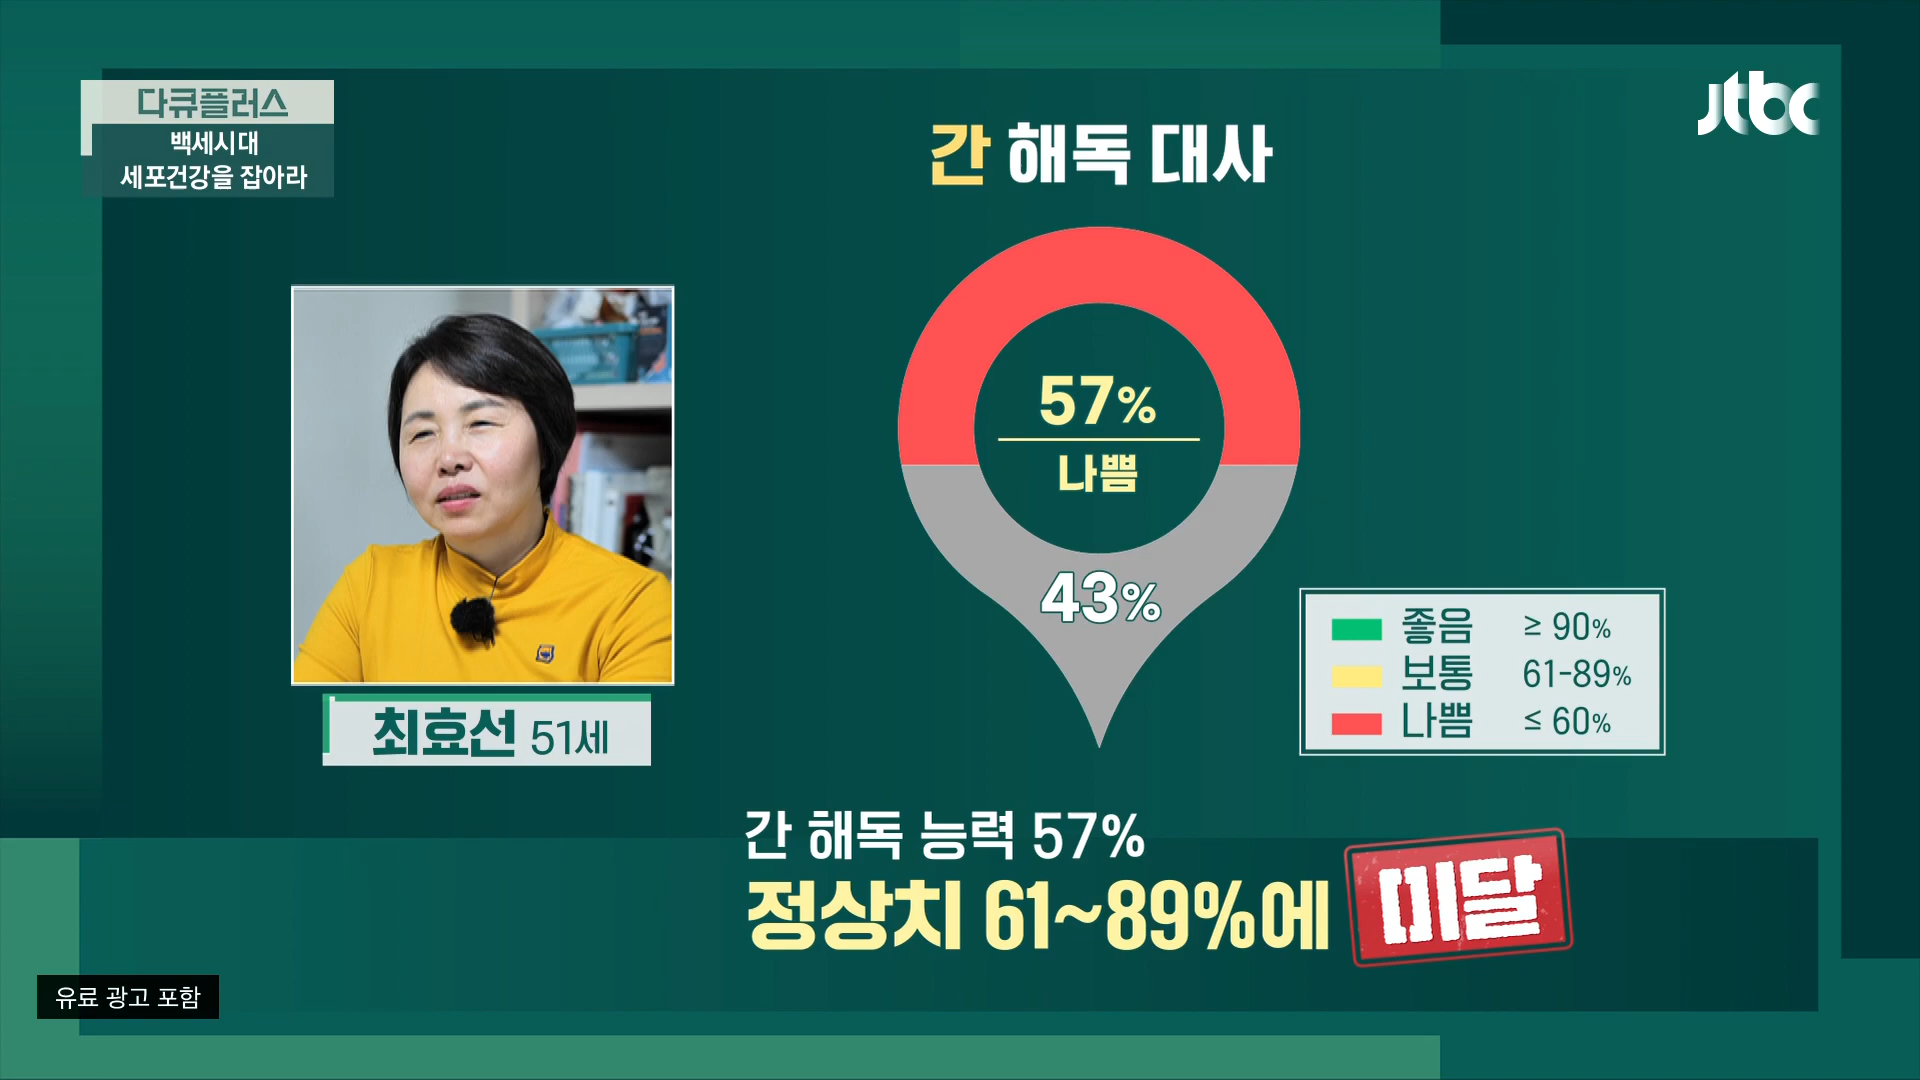 다큐플러스
백세시대
세포건강을 잡아라
jtbc
간 해독 대사
57%
나쁨
43%
좋음 ≥ 90%
보통 61-89%
나쁨 ≤ 60%
최효선 51세
간 해독 능력 57%
정상치 61~89%에 미달
유료 광고 포함